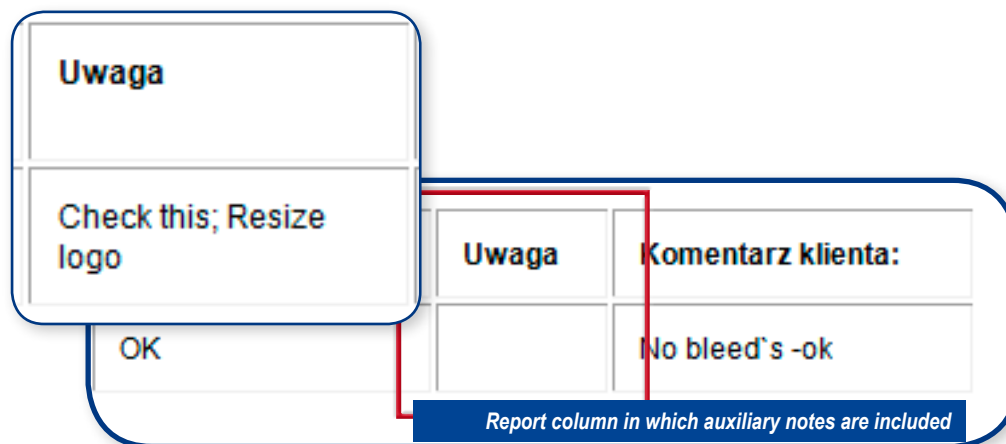 Uwaga
Check this; Resize
logo
Uwaga
Komentarz klienta:
OK
No bleed`s -ok
Report column in which auxiliary notes are included